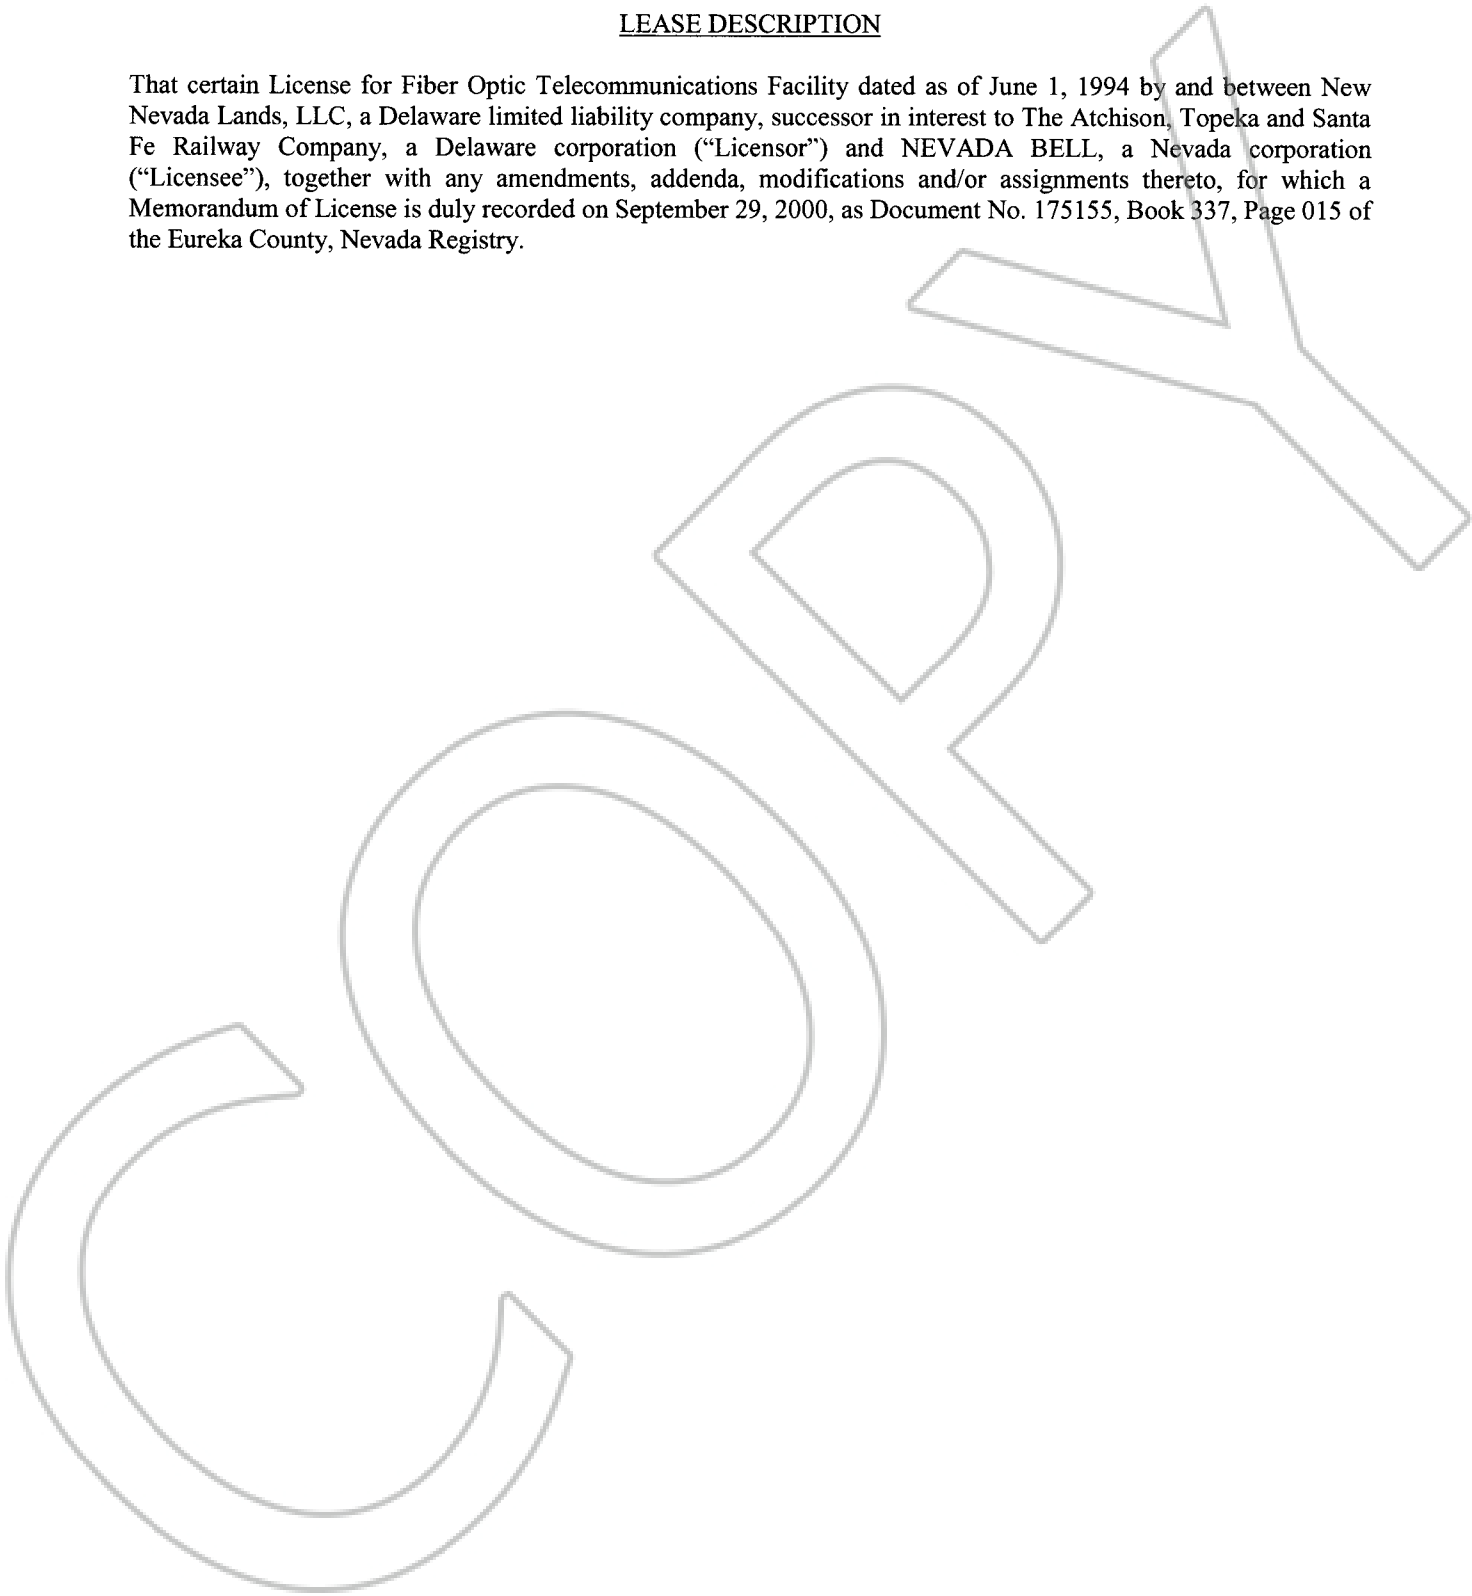 LEASE DESCRIPTION
That certain License for Fiber Optic Telecommunications Facility dated as of June 1, 1994 by and between New
Nevada Lands, LLC, a Delaware limited liability company, successor in interest to The Atchison, Topeka and Santa
Fe Railway Company, a Delaware corporation (“Licensor”) and NEVADA BELL, a Nevada corporation
(“Licensee”), together with any amendments, addenda, modifications and/or assignments thereto, for which a
Memorandum of License is duly recorded on September 29, 2000, as Document No. 175155, Book 337, Page 015 of
the Eureka County, Nevada Registry.
COPY